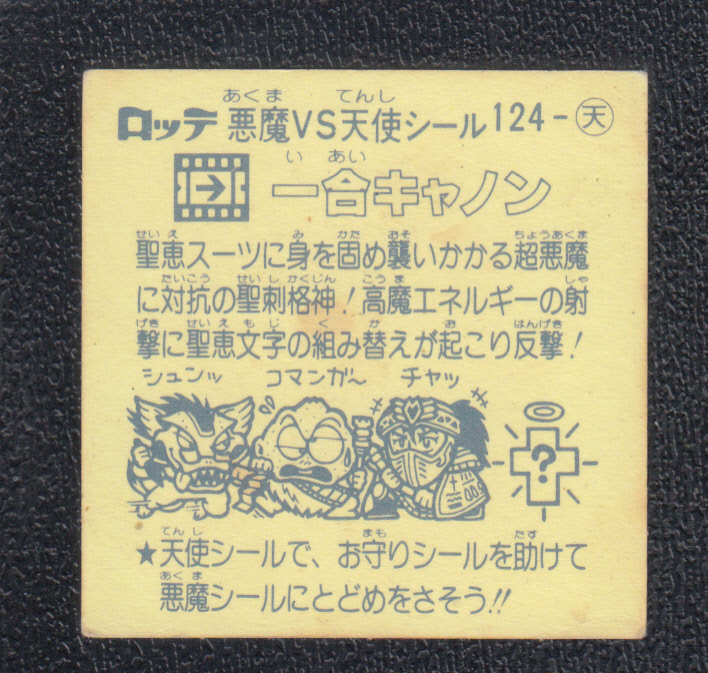 あくま てんし
ロッテ 悪魔VS天使シール 124-天
い あい
一合キャノン
せいえ み かた おそ ちょうあくま
聖恵スーツに身を固め襲いかかる超悪魔
たいこう せいしかくじん こうま しゃ
に対抗の聖刺格神!高魔エネルギーの射
げき せいえもじ く か お はんげき
撃に聖恵文字の組み替えが起こり反撃!
シュンッ コマンガ〜 チャッ
?
てんし まも たす
★天使シールで、お守りシールを助けて
あくま
悪魔シールにとどめをさそう!!